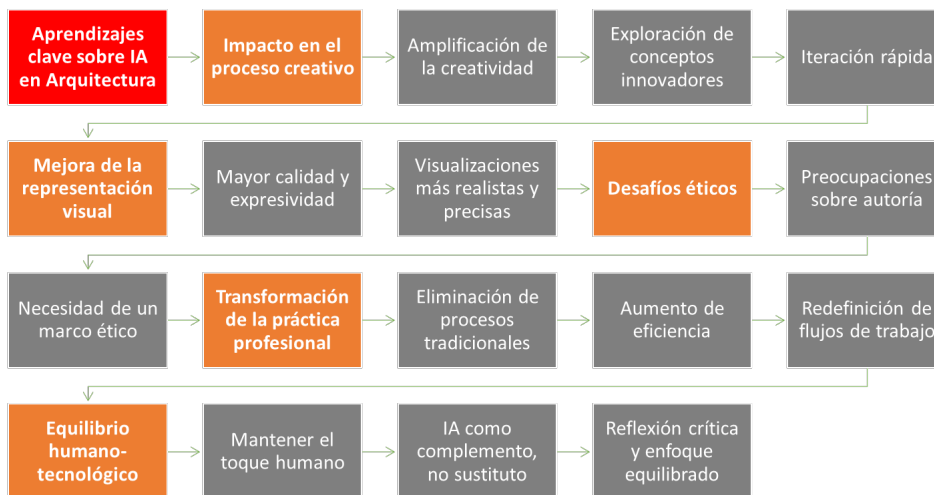 Aprendizajes
clave sobre IA
en Arquitectura
Impacto en el
proceso creativo
Amplificación de
la creatividad
Exploración de
conceptos
innovadores
Iteración rápida
Mejora de la
representación
visual
Mayor calidad y
expresividad
Visualizaciones
más realistas y
precisas
Desafíos éticos
Preocupaciones
sobre autoría
Necesidad de un
marco ético
Transformación
de la práctica
profesional
Eliminación de
procesos
tradicionales
Aumento de
eficiencia
Redefinición de
flujos de trabajo
Equilibrio
humano-
tecnológico
Mantener el
toque humano
IA como
complemento,
no sustituto
Reflexión crítica
y enfoque
equilibrado